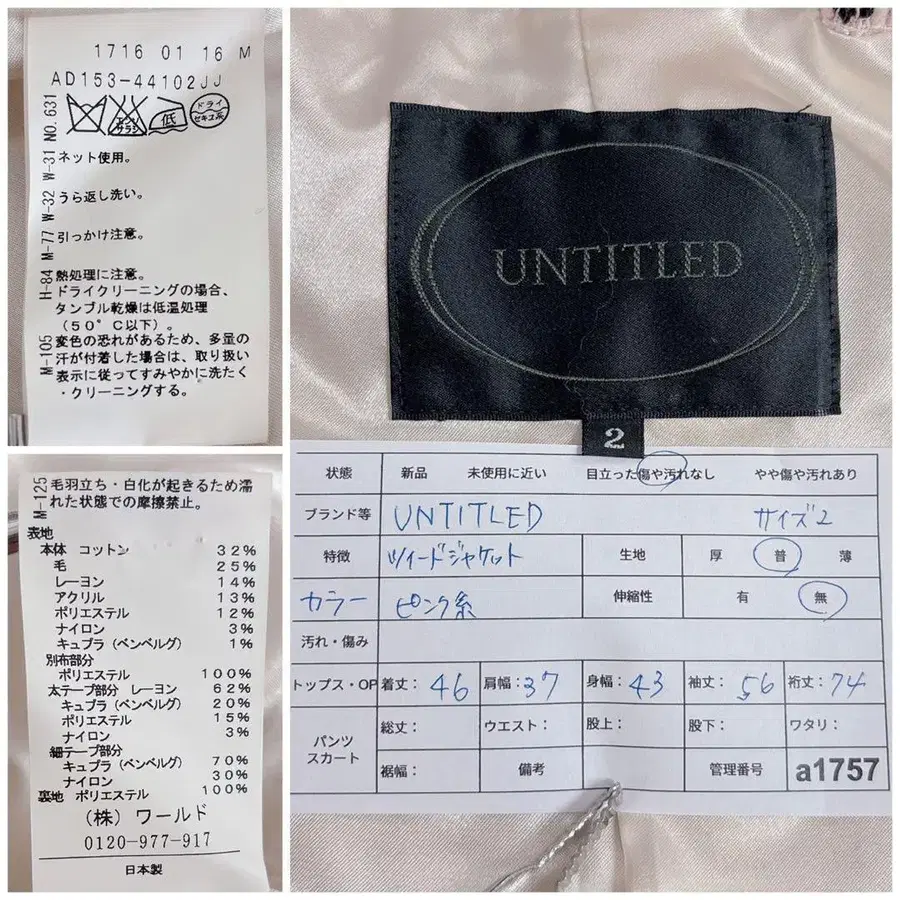 1716 01 16 M
AD153-44102JJ
エンソ
サラシ
低
ドライ
セキユ系
M-105 H-84 M-77 W-32 W-31 NO.631
ネット使用。
うら返し洗い。
引っかけ注意。
熱処理に注意。
ドライクリーニングの場合、
タンブル乾燥は低温処理
(50°C以下)。
変色の恐れがあるため、多量の
汗が付着した場合は、取り扱い
表示に従ってすみやかに洗たく
・クリーニングする。
M-125
毛羽立ち・白化が起きるため濡
れた状態での摩擦禁止。
表地
本体 コットン 32%
毛 25%
レーヨン 14%
アクリル 13%
ポリエステル 12%
ナイロン 3%
キュプラ(ベンベルグ) 1%
別布部分
ポリエステル 100%
太テープ部分 レーヨン 62%
キュプラ(ベンベルグ) 20%
ポリエステル 15%
ナイロン 3%
細テープ部分
キュプラ(ベンベルグ) 70%
ナイロン 30%
裏地 ポリエステル 100%
(株)ワールド
0120-977-917
日本製
UNTITLED
2
状態 新品 未使用に近い 目立った傷や汚れなし やや傷や汚れあり
ブランド等 UNTITLED サイズ2
特徴 ツイードジャケット 生地 厚 普 薄
カラー ピンク系 伸縮性 有 無
汚れ・傷み
トップス・OP 着丈：46 肩幅：37 身幅：43 袖丈：56 裄丈：74
パンツ
スカート
総丈： ウエスト： 股上： 股下： ワタリ：
裾幅： 備考 管理番号 a1757